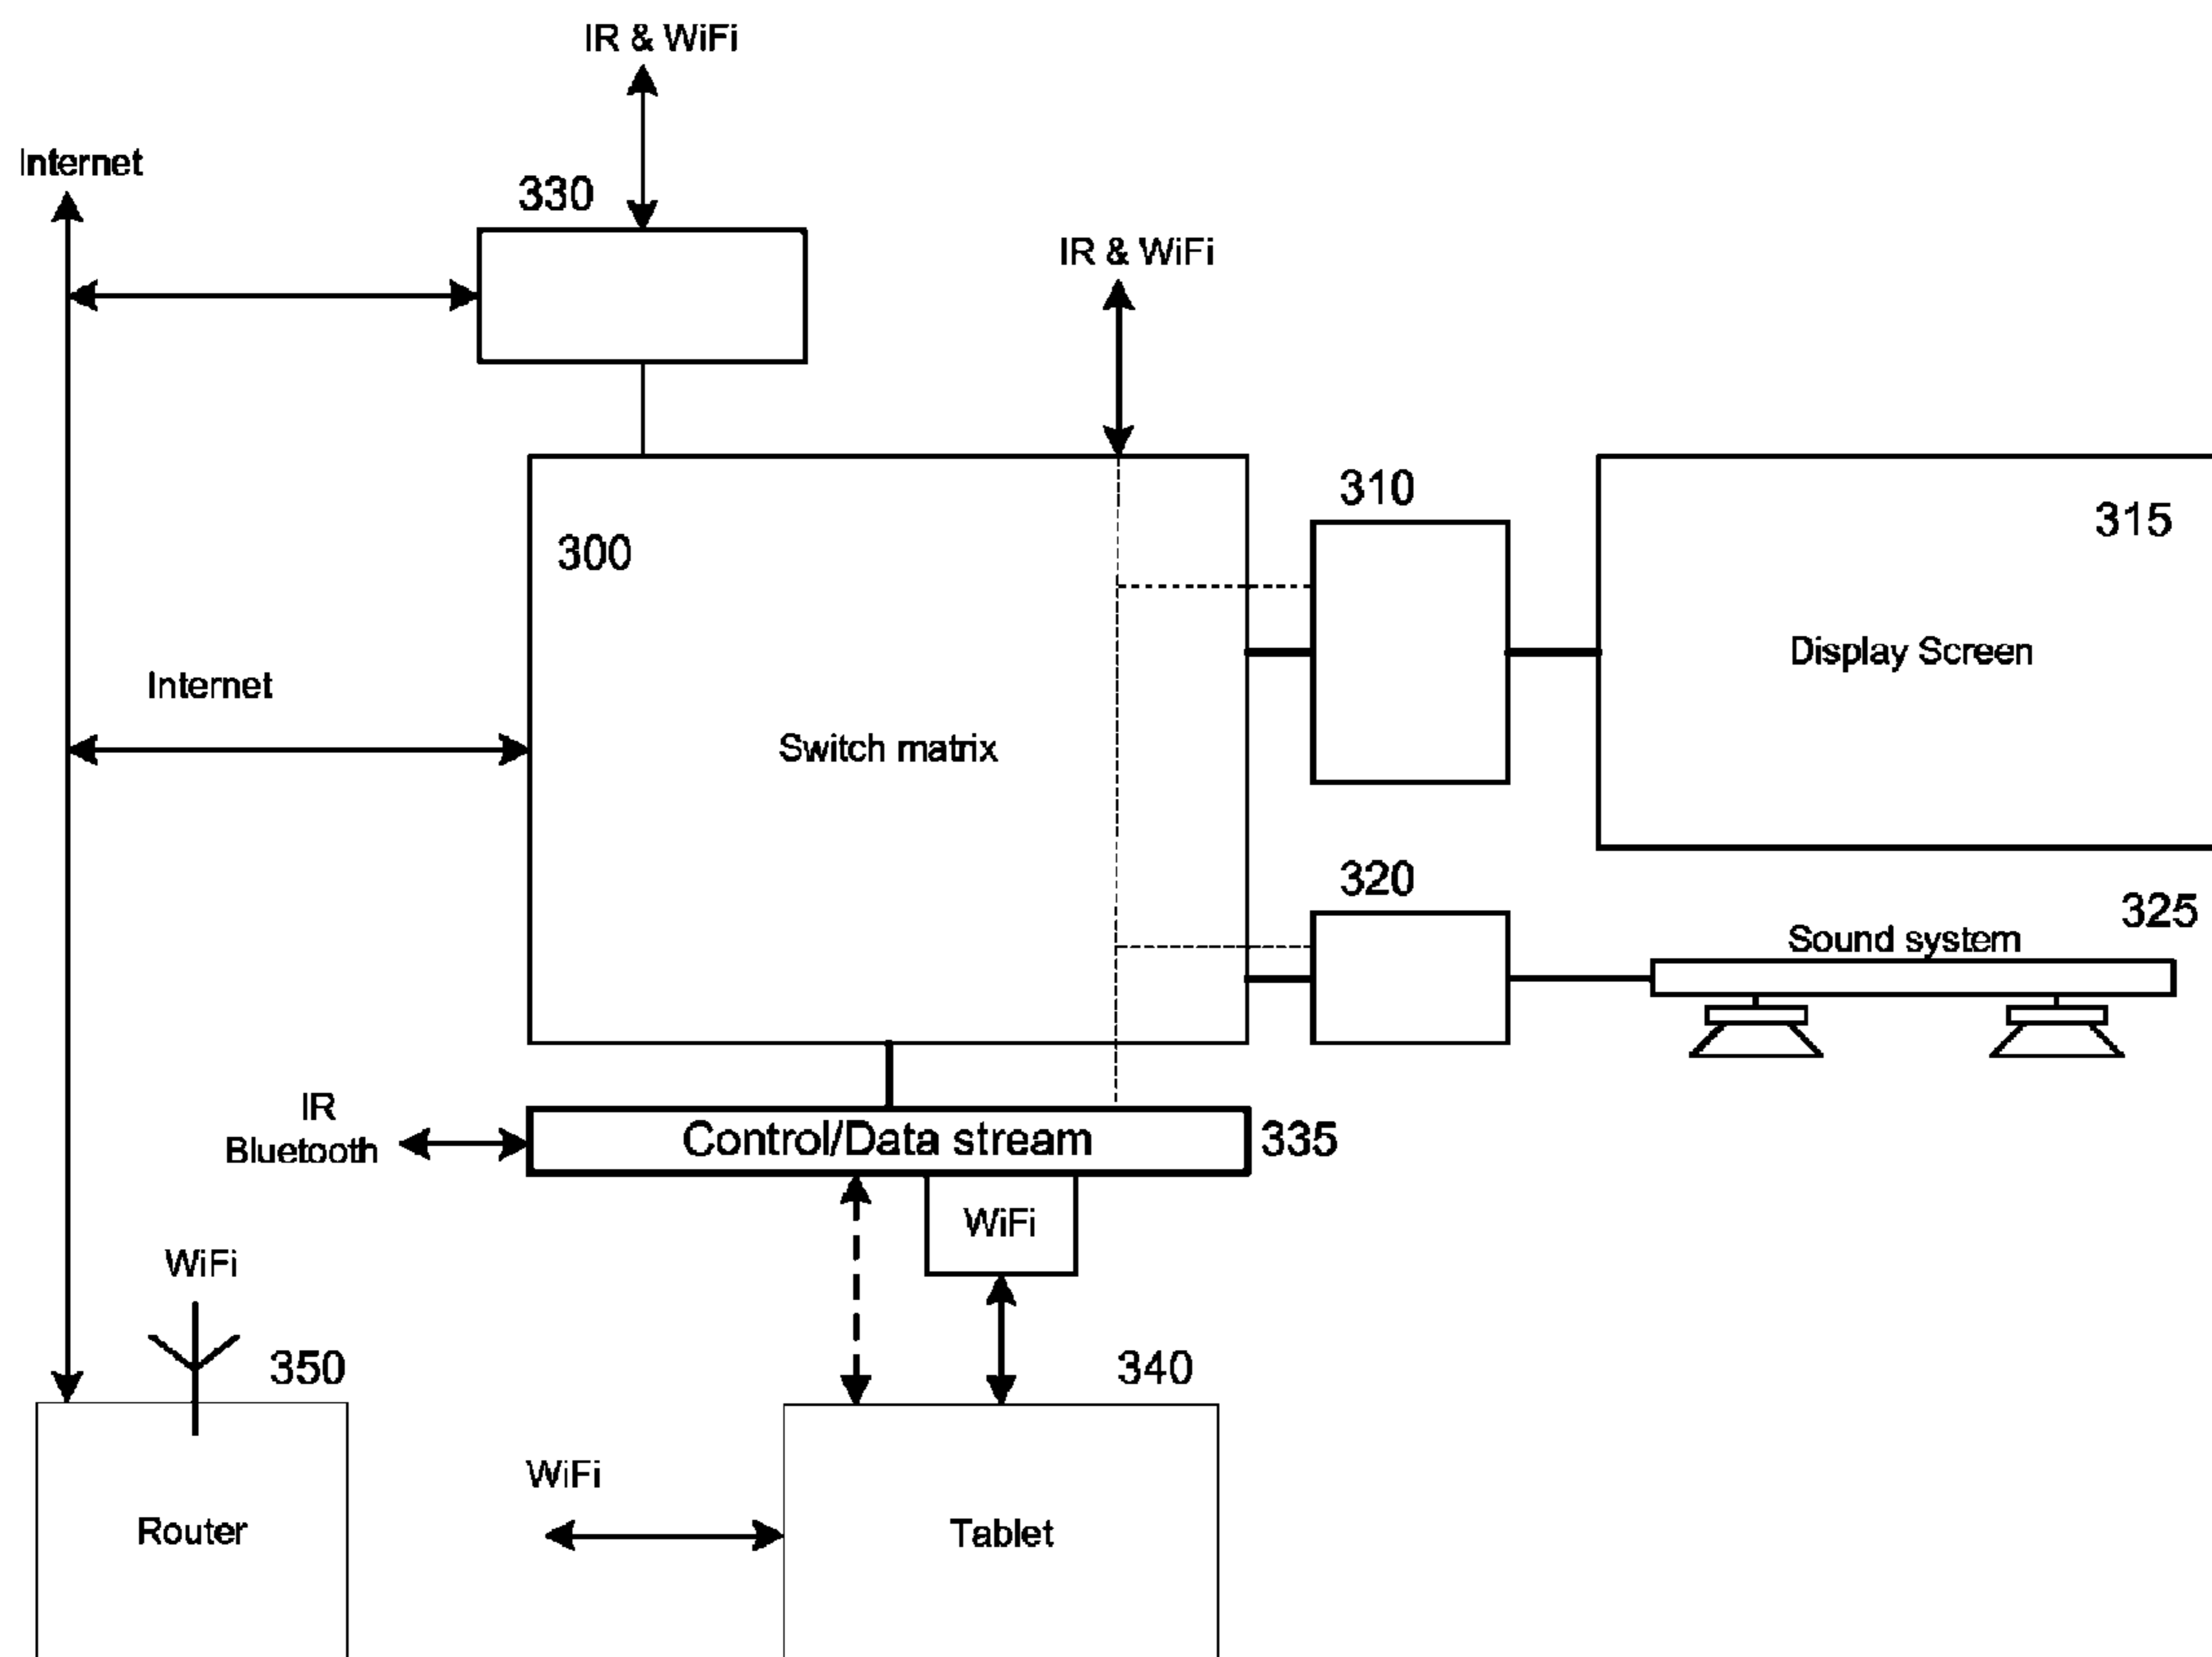 IR & WiFi
Internet
330
IR & WiFi
310
315
300
Display Screen
Internet
Switch matrix
320
325
Sound system
IR
Bluetooth
Control/Data stream
335
WiFi
WiFi
350
340
WiFi
Router
Tablet